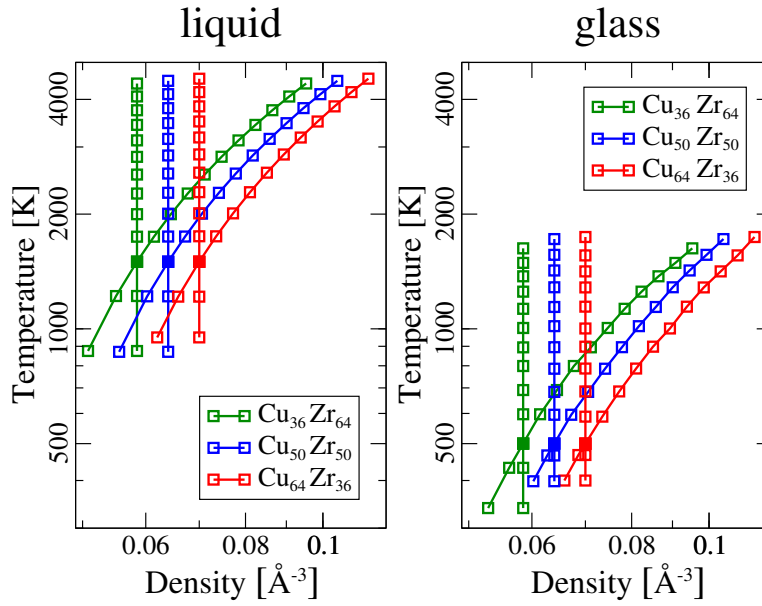 liquid
glass
Temperature [K]
4000
2000
1000
500
Cu36 Zr64
Cu50 Zr50
Cu64 Zr36
0.06
0.08
0.1
Density [Å-3]
Temperature [K]
4000
2000
1000
500
Cu36 Zr64
Cu50 Zr50
Cu64 Zr36
0.06
0.08
0.1
Density [Å-3]